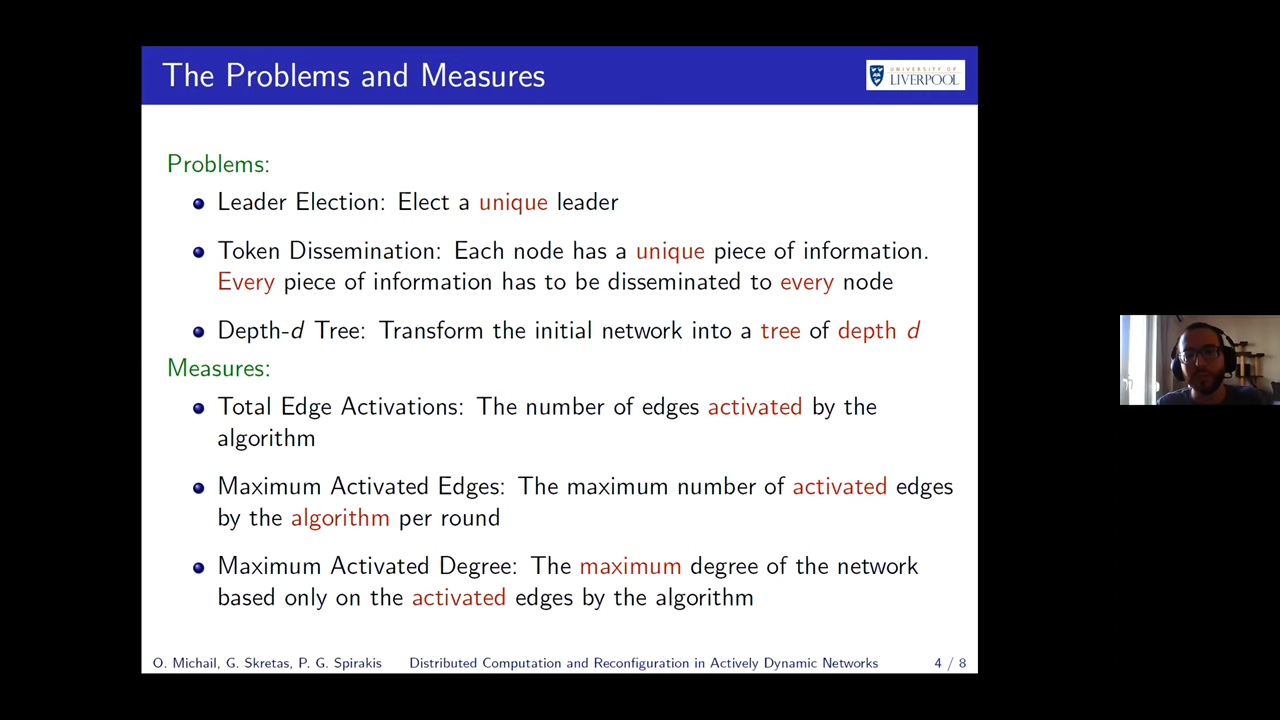 The Problems and Measures
UNIVERSITY OF
LIVERPOOL
Problems:
Leader Election: Elect a unique leader
Token Dissemination: Each node has a unique piece of information.
Every piece of information has to be disseminated to every node
Depth-d Tree: Transform the initial network into a tree of depth d
Measures:
Total Edge Activations: The number of edges activated by the
algorithm
Maximum Activated Edges: The maximum number of activated edges
by the algorithm per round
Maximum Activated Degree: The maximum degree of the network
based only on the activated edges by the algorithm
O. Michail, G. Skretas, P. G. Spirakis Distributed Computation and Reconfiguration in Actively Dynamic Networks 4 / 8